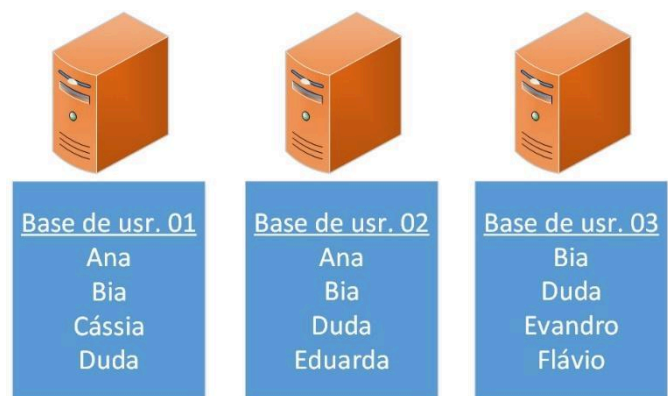 Base de usr. 01
Ana
Bia
Cássia
Duda
Base de usr. 02
Ana
Bia
Duda
Eduarda
Base de usr. 03
Bia
Duda
Evandro
Flávio